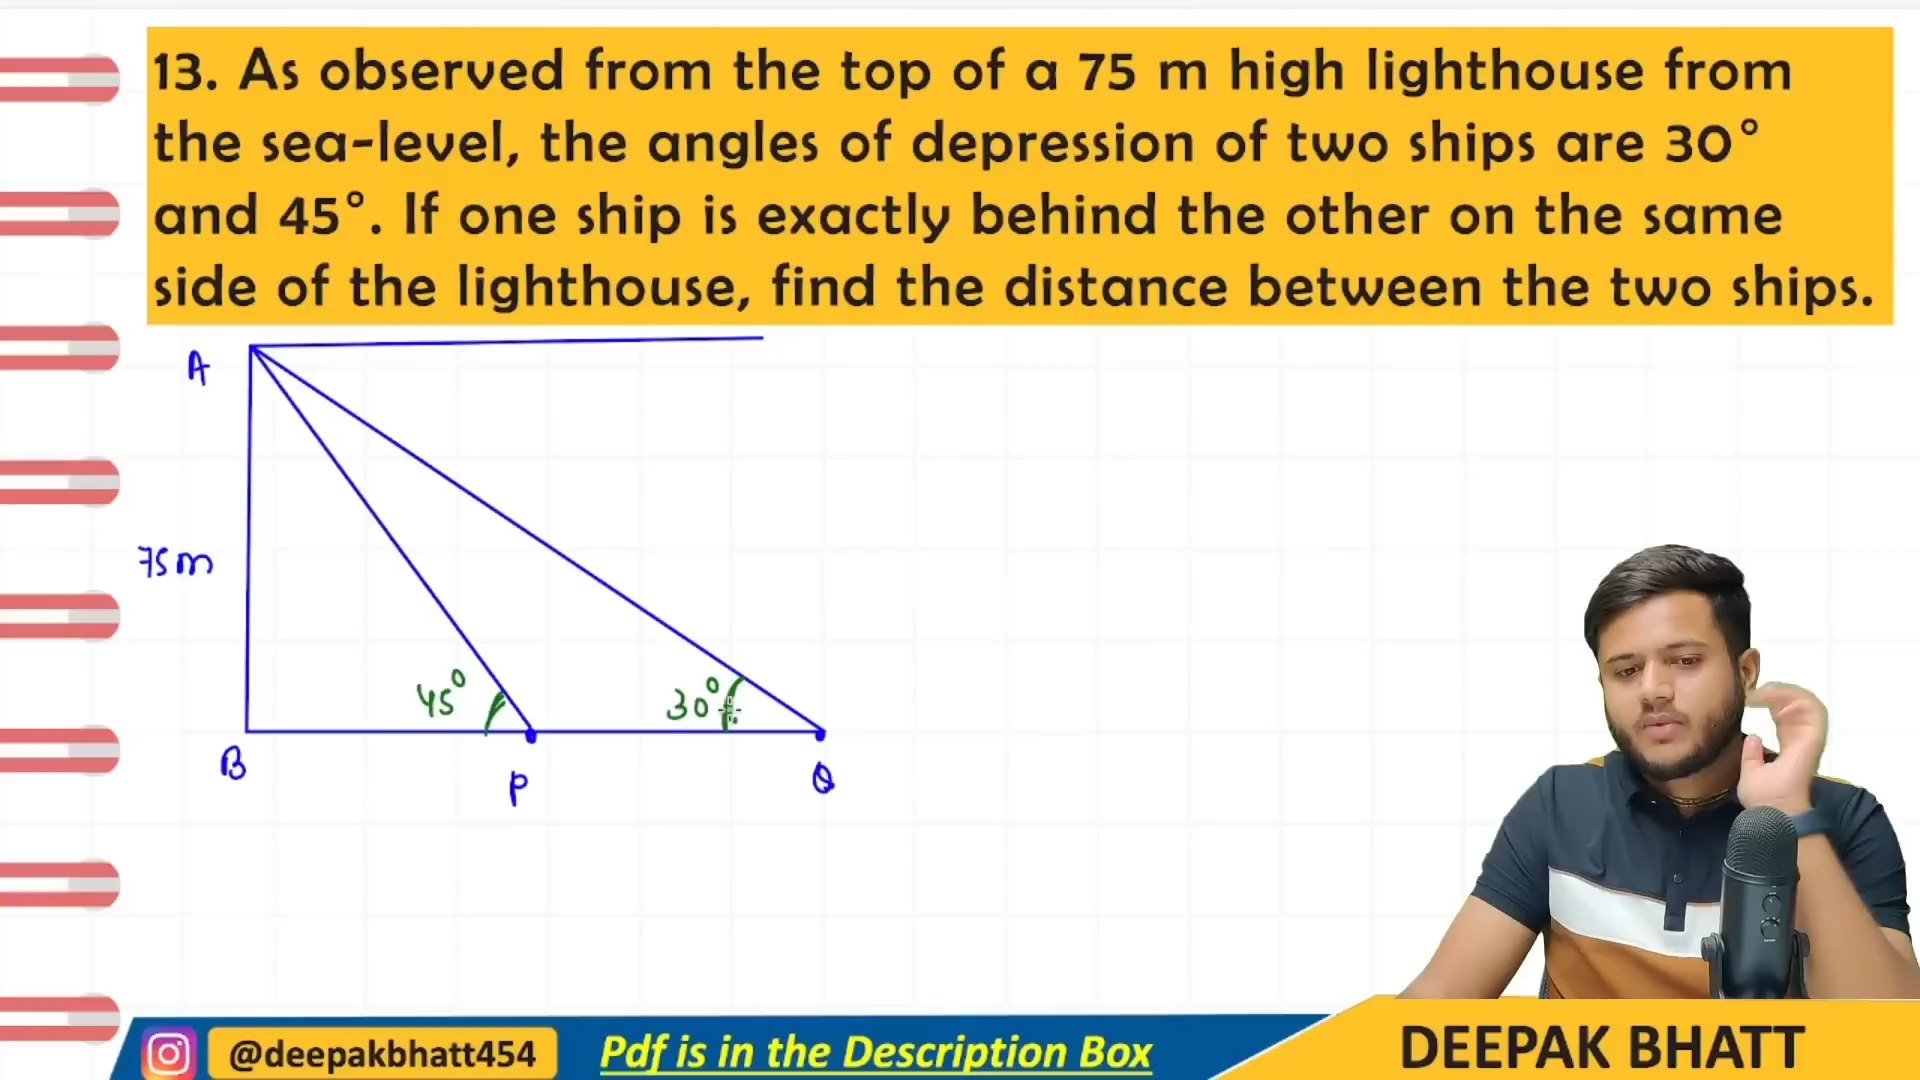 13. As observed from the top of a 75 m high lighthouse from
the sea-level, the angles of depression of two ships are 30°
and 45°. If one ship is exactly behind the other on the same
side of the lighthouse, find the distance between the two ships.
A
75m
45°
30°
B
P
Q
@deepakbhatt454
Pdf is in the Description Box
DEEPAK BHATT